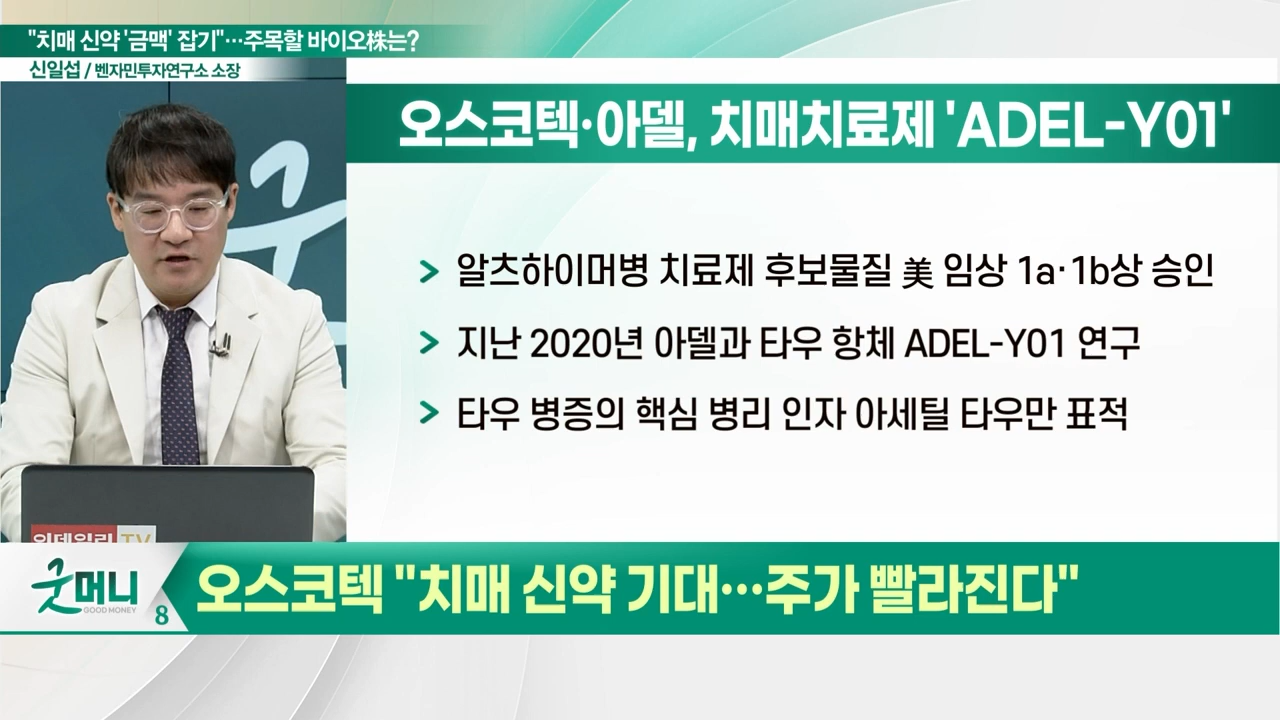 "치매 신약 '금맥' 잡기"…주목할 바이오株는?
신일섭 / 벤자민투자연구소 소장
오스코텍·아델, 치매치료제 'ADEL-Y01'
> 알츠하이머병 치료제 후보물질 美 임상 1a·1b상 승인
> 지난 2020년 아델과 타우 항체 ADEL-Y01 연구
> 타우 병증의 핵심 병리 인자 아세틸 타우만 표적
이데일리 TV
굿머니
GOOD MONEY
8
오스코텍 "치매 신약 기대…주가 빨라진다"